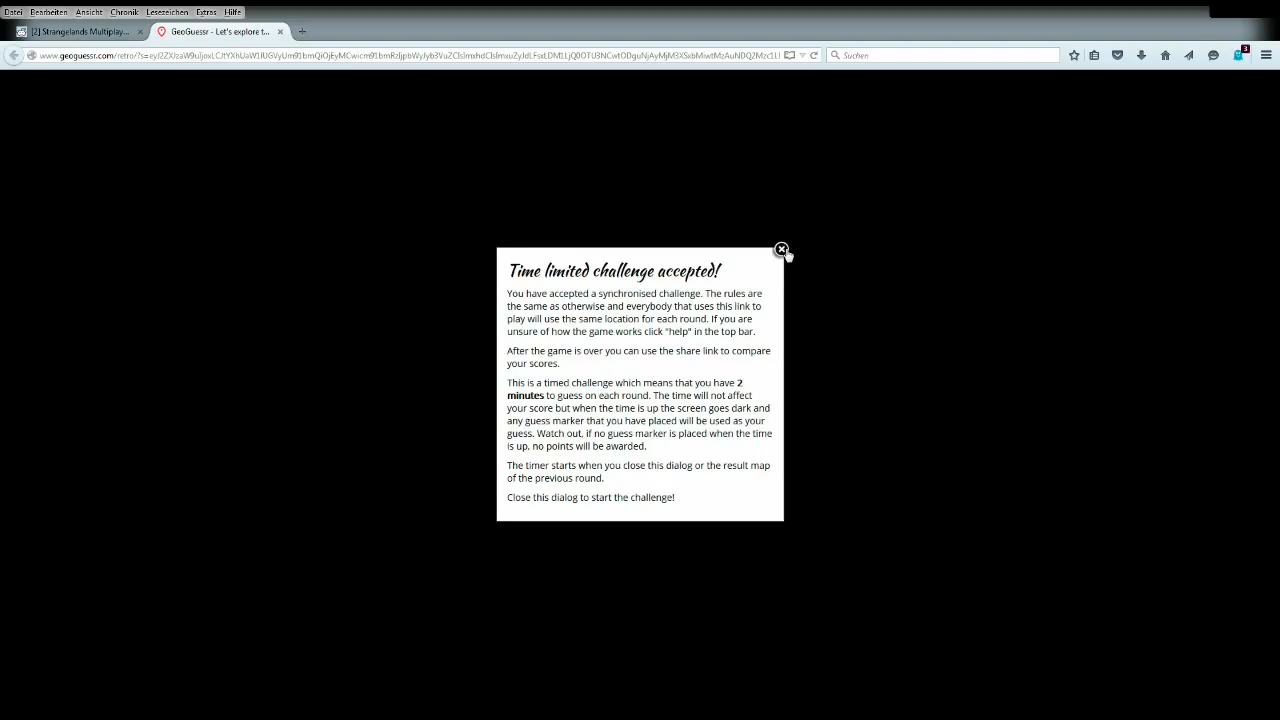 Datei Bearbeiten Ansicht Chronik Lesezeichen Extras Hilfe
[2] Strangelands Multiplay...
GeoGuessr - Let's explore t...
Suchen
3
Time limited challenge accepted!
You have accepted a synchronised challenge. The rules are
the same as otherwise and everybody that uses this link to
play will use the same location for each round. If you are
unsure of how the game works click "help" in the top bar.
After the game is over you can use the share link to compare
your scores.
This is a timed challenge which means that you have 2
minutes to guess on each round. The time will not affect
your score but when the time is up the screen goes dark and
any guess marker that you have placed will be used as your
guess. Watch out, if no guess marker is placed when the time
is up, no points will be awarded.
The timer starts when you close this dialog or the result map
of the previous round.
Close this dialog to start the challenge!